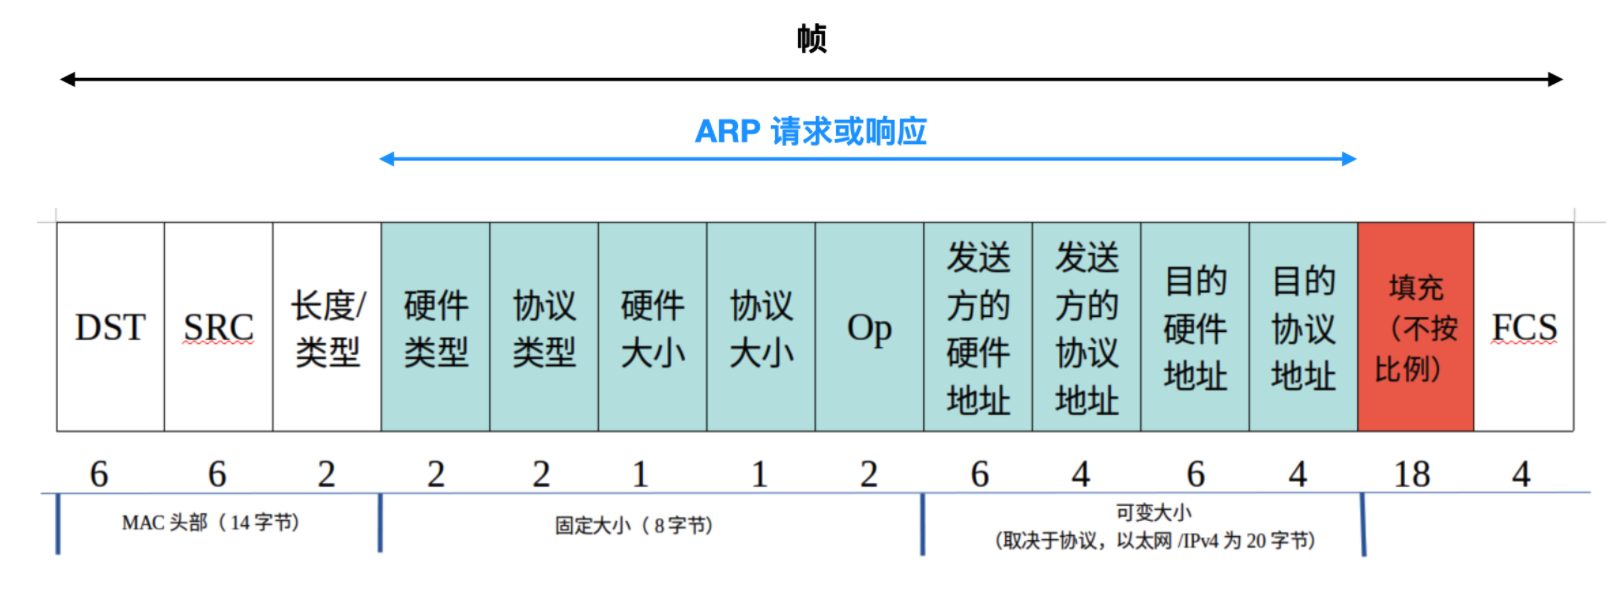 帧
ARP 请求或响应
DST
SRC
长度/
类型
硬件
类型
协议
类型
硬件
大小
协议
大小
Op
发送
方的
硬件
地址
发送
方的
协议
地址
目的
硬件
地址
目的
协议
地址
填充
（不按
比例）
FCS
6 6 2 2 2 1 1 2 6 4 6 4 18 4
MAC 头部（ 14 字节）
固定大小（ 8 字节）
可变大小
（取决于协议，以太网 /IPv4 为 20 字节）